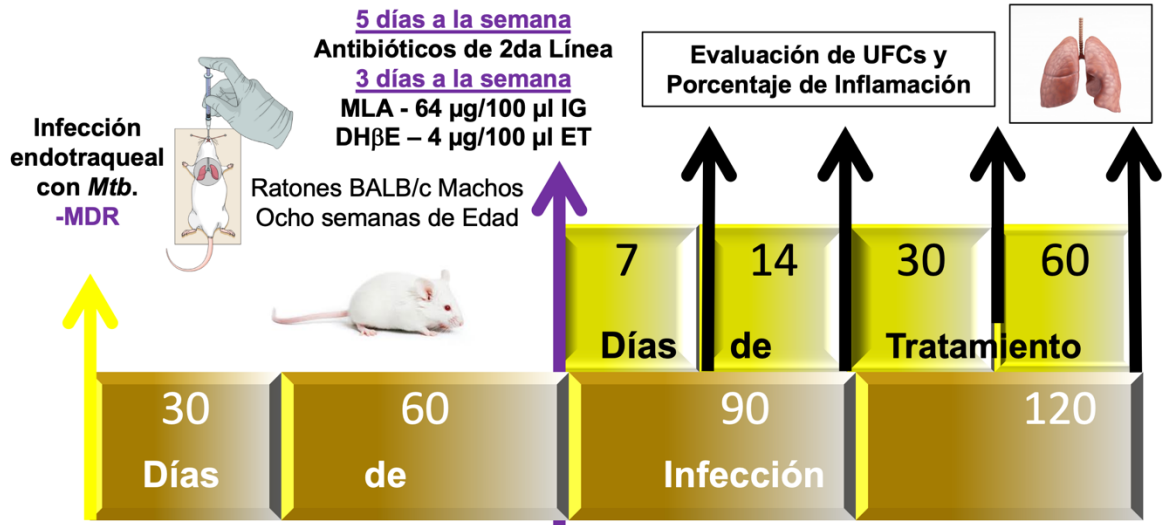 5 días a la semana
Antibióticos de 2da Línea
3 días a la semana
MLA - 64 µg/100 µl IG
DHβE – 4 µg/100 µl ET
Evaluación de UFCs y
Porcentaje de Inflamación
Infección
endotraqueal
con Mtb.
-MDR
Ratones BALB/c Machos
Ocho semanas de Edad
7 14 30 60
Días de Tratamiento
30 60 90 120
Días de Infección